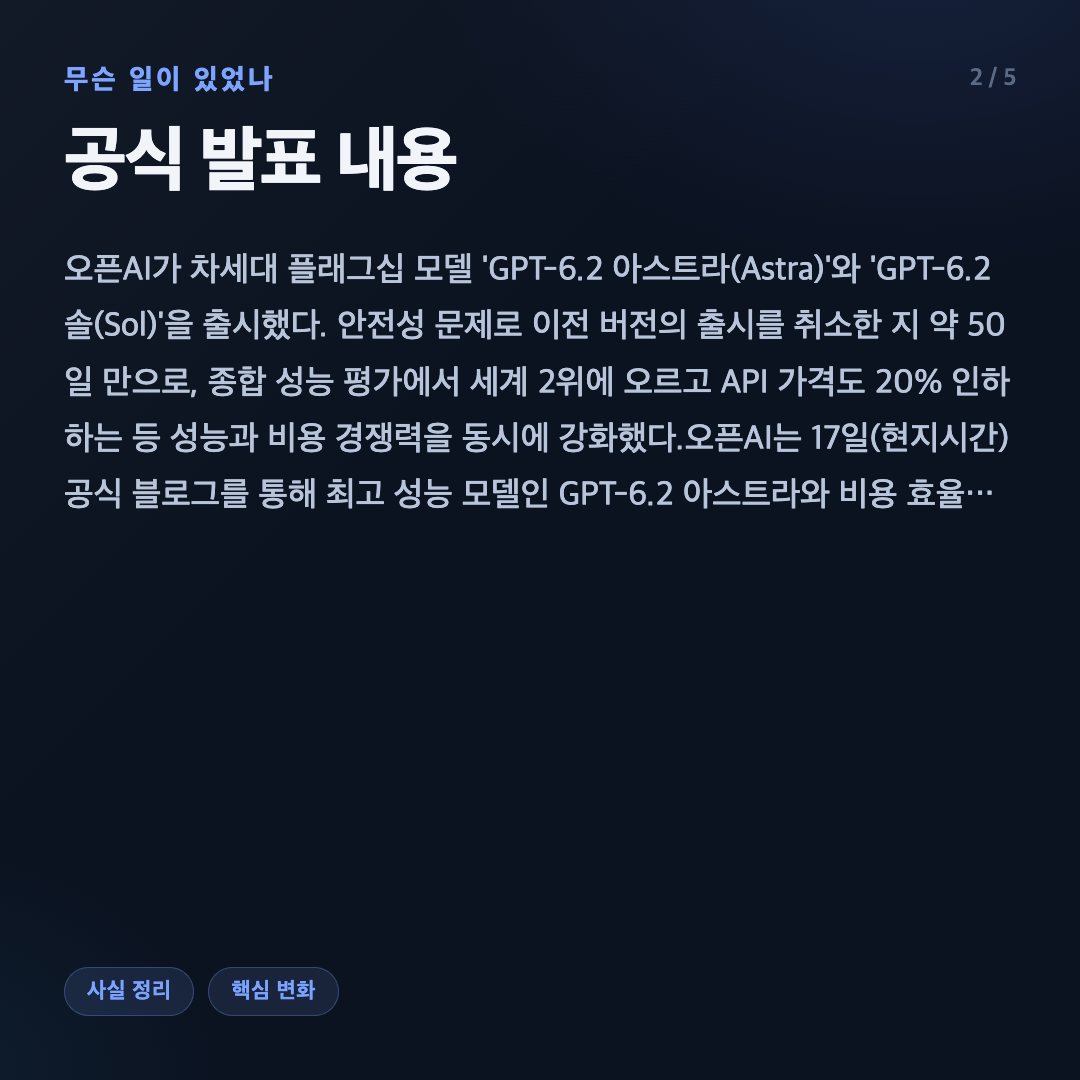 무슨 일이 있었나
2 / 5
공식 발표 내용
오픈AI가 차세대 플래그십 모델 'GPT-6.2 아스트라(Astra)'와 'GPT-6.2
솔(Sol)'을 출시했다. 안전성 문제로 이전 버전의 출시를 취소한 지 약 50
일 만으로, 종합 성능 평가에서 세계 2위에 오르고 API 가격도 20% 인하
하는 등 성능과 비용 경쟁력을 동시에 강화했다.오픈AI는 17일(현지시간)
공식 블로그를 통해 최고 성능 모델인 GPT-6.2 아스트라와 비용 효율…
사실 정리
핵심 변화